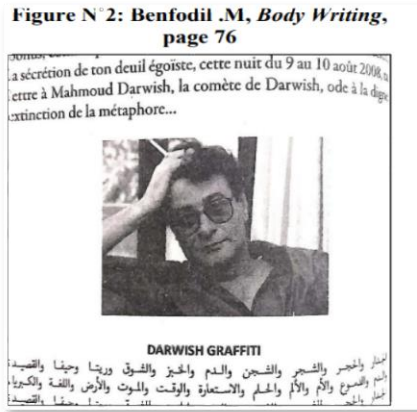 Figure N°2: Benfodil .M, Body Writing,
page 76
a sécrétion de ton deuil égoïste, cette nuit du 9 au 10 août 2008,
ettre à Mahmoud Darwish, la comète de Darwish, ode à la
extinction de la métaphore...
DARWISH GRAFFITI
والحجر والشجر والشجن والدم والخبز والشوق وريتا وحيفا والقصيدة
والدموع والأم والألم والحلم والاستعارة والوقت والموت والأرض واللغة والكبرياء